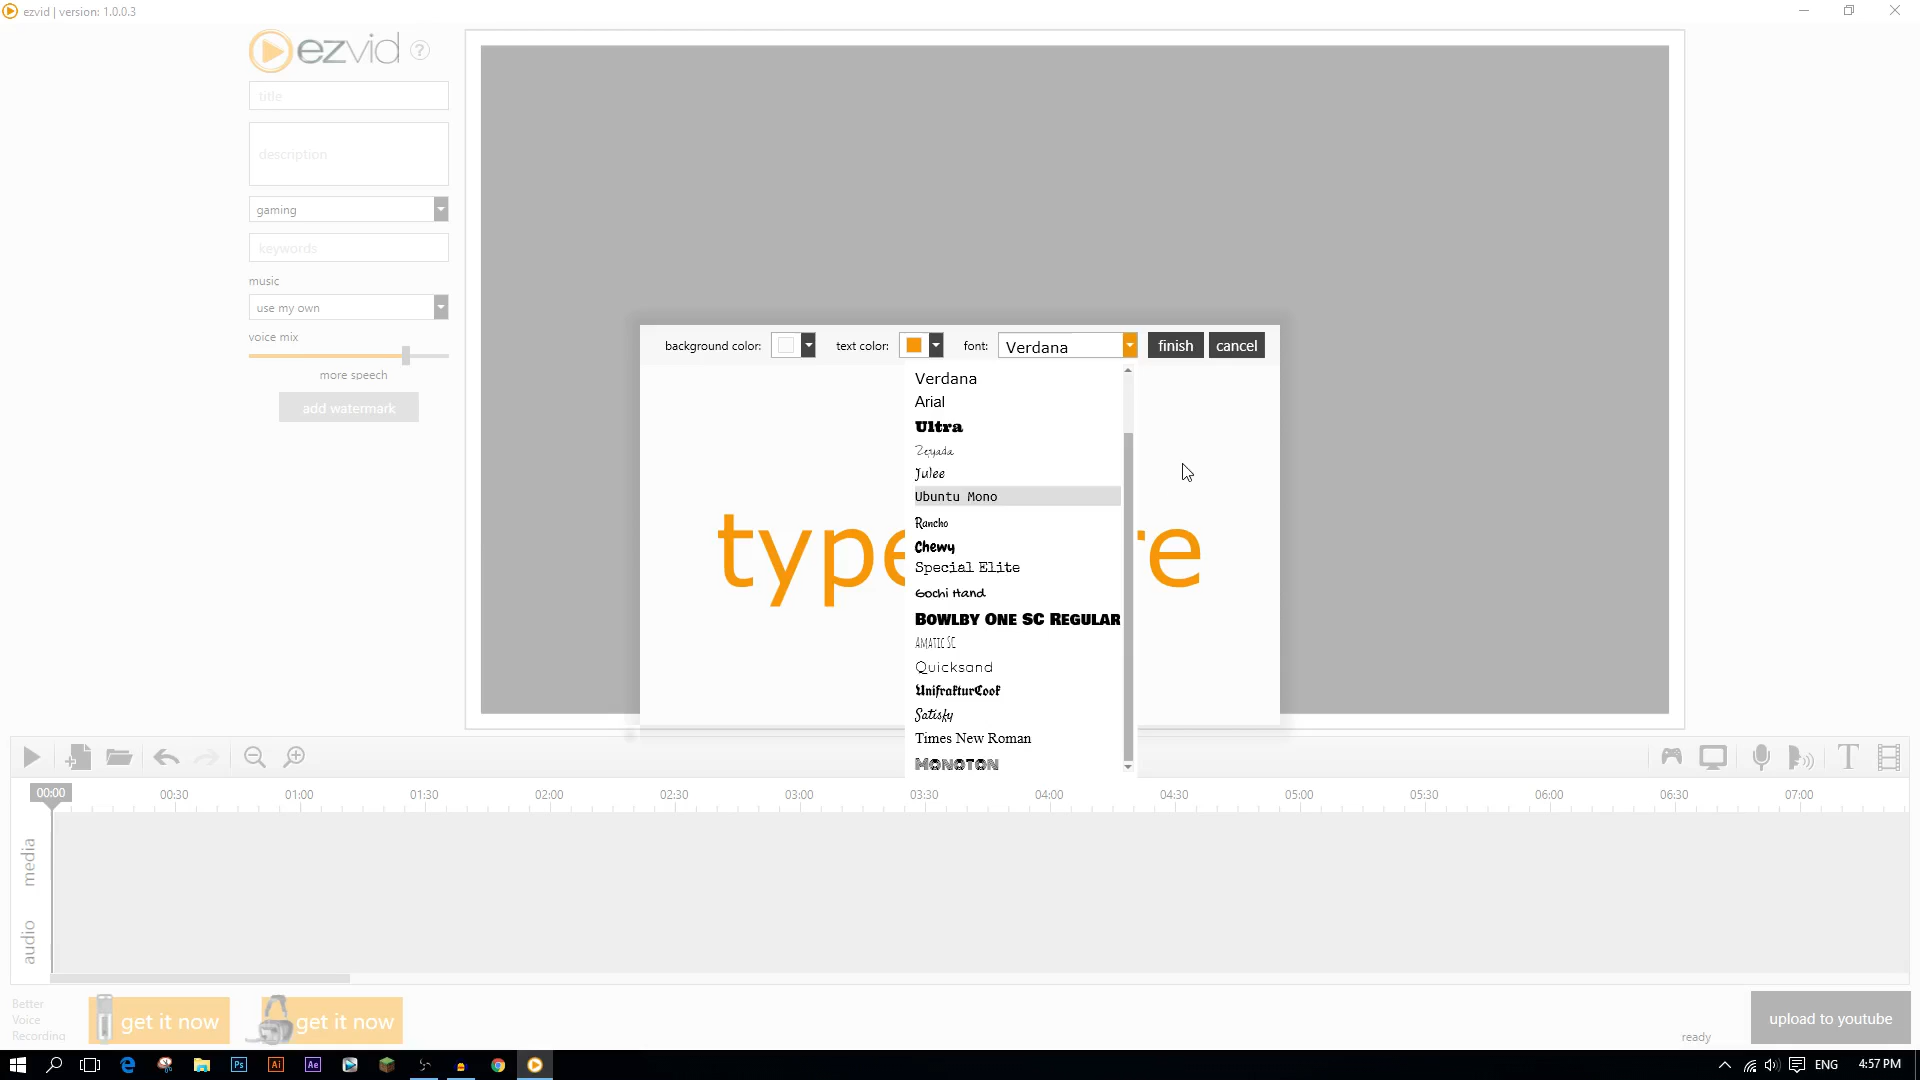 ezvid | version: 1.0.0.3
ezvid ?
title
description
gaming
keywords
music
use my own
voice mix
more speech
add watermark
background color: text color: font: Verdana finish cancel
Verdana
Arial
Ultra
Zeyada
Julee
Ubuntu Mono
Rancho
Chewy
Special Elite
Gochi Hand
Bowlby One SC Regular
Amatic SC
Quicksand
UnifrakturCook
Satisfy
Times New Roman
Monoton
type re
T
00:00 00:30 01:00 01:30 02:00 02:30 03:00 03:30 04:00 04:30 05:00 05:30 06:00 06:30 07:00
media
audio
Better
Voice
Recording
get it now
get it now
ready
upload to youtube
Ps Ai Ae
ENG 4:57 PM